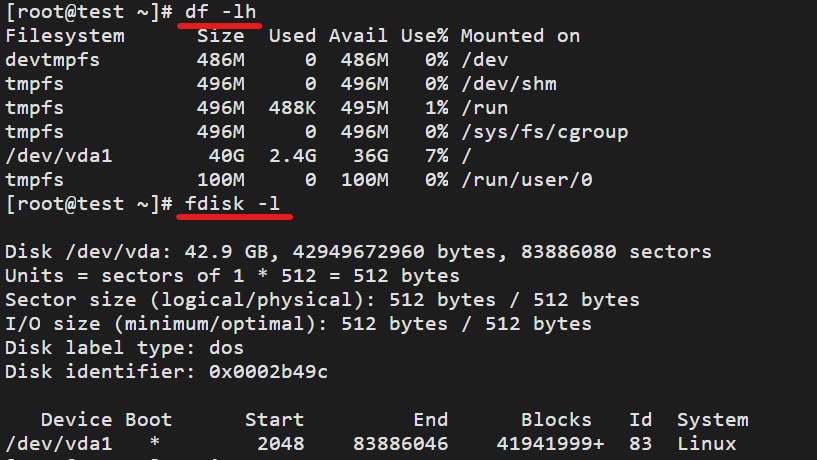 [root@test ~]# df -lh
Filesystem      Size  Used Avail Use% Mounted on
devtmpfs        486M     0  486M   0% /dev
tmpfs           496M     0  496M   0% /dev/shm
tmpfs           496M  488K  495M   1% /run
tmpfs           496M     0  496M   0% /sys/fs/cgroup
/dev/vda1        40G  2.4G   36G   7% /
tmpfs           100M     0  100M   0% /run/user/0
[root@test ~]# fdisk -l
Disk /dev/vda: 42.9 GB, 42949672960 bytes, 83886080 sectors
Units = sectors of 1 * 512 = 512 bytes
Sector size (logical/physical): 512 bytes / 512 bytes
I/O size (minimum/optimal): 512 bytes / 512 bytes
Disk label type: dos
Disk identifier: 0x0002b49c
   Device Boot      Start         End      Blocks   Id  System
/dev/vda1   *        2048    83886046    41941999+  83  Linux